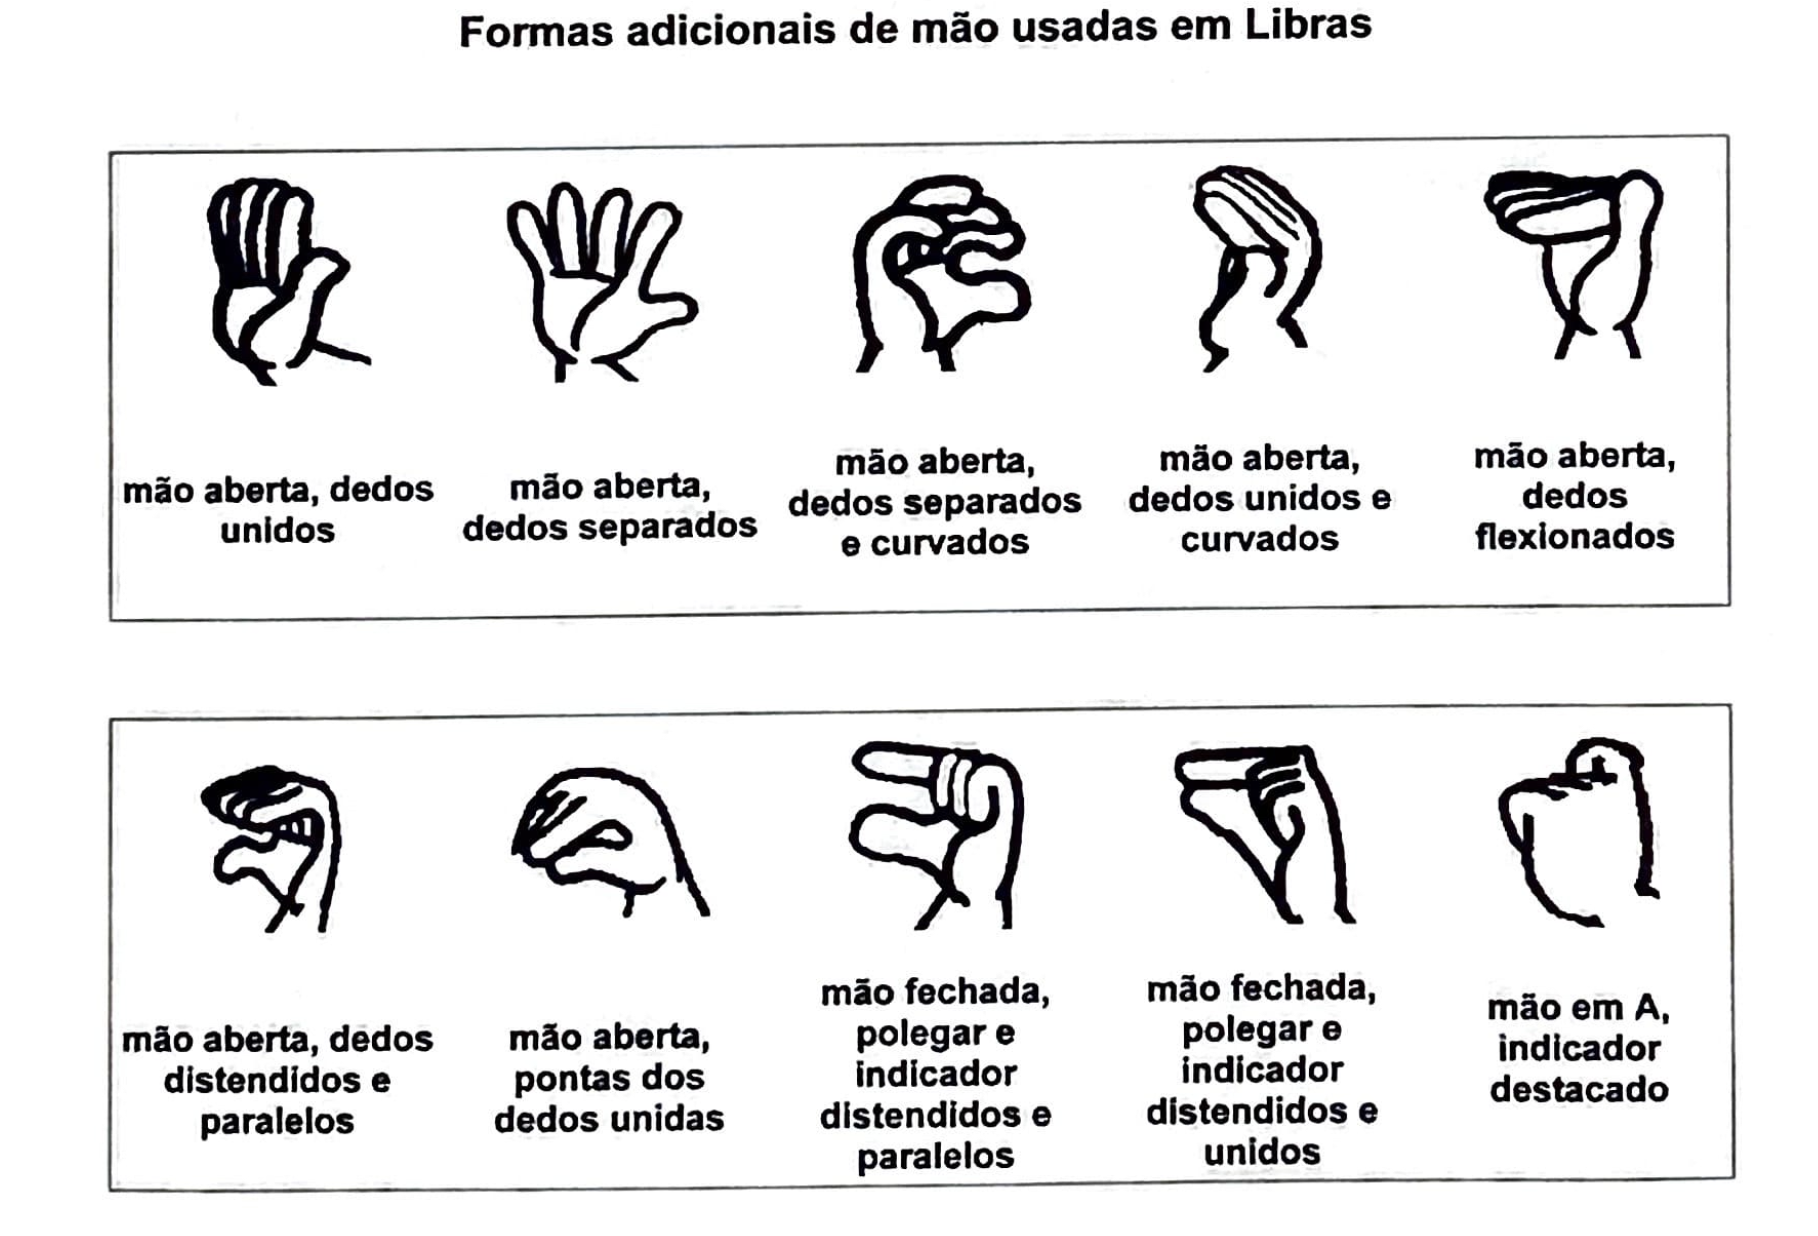 Formas adicionais de mão usadas em Libras
mão aberta, dedos
unidos
mão aberta,
dedos separados
mão aberta,
dedos separados
e curvados
mão aberta,
dedos unidos e
curvados
mão aberta,
dedos
flexionados
mão aberta, dedos
distendidos e
paralelos
mão aberta,
pontas dos
dedos unidas
mão fechada,
polegar e
indicador
distendidos e
paralelos
mão fechada,
polegar e
indicador
distendidos e
unidos
mão em A,
indicador
destacado